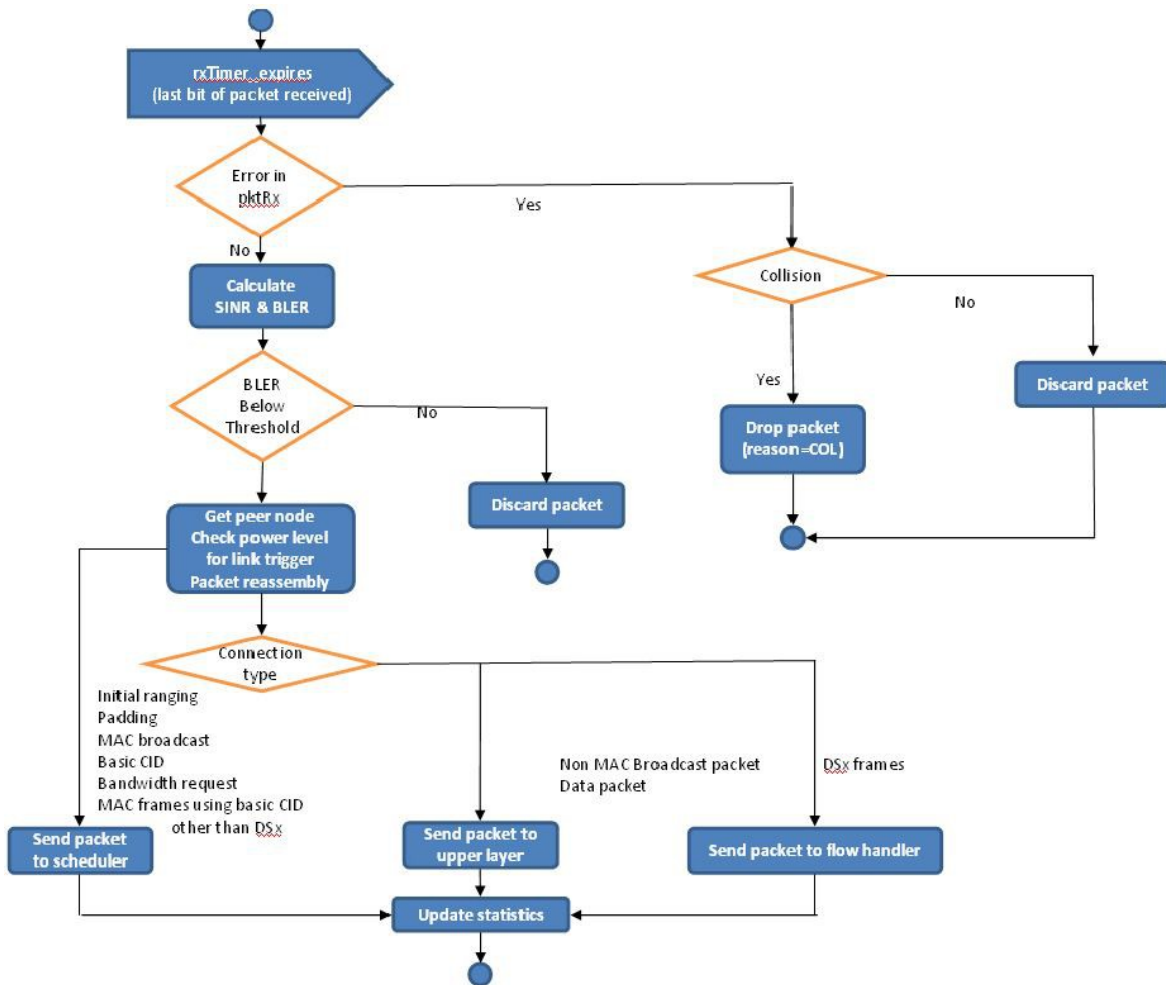 rxTimer_expires
(last bit of packet received)
Error in
pktRx
Yes
No
Calculate
SINR & BLER
Collision
No
Yes
Discard packet
BLER
Below
Threshold
No
Drop packet
(reason=COL)
Discard packet
Get peer node
Check power level
for link trigger
Packet reassembly
Connection
type
Initial ranging
Padding
MAC broadcast
Basic CID
Bandwidth request
MAC frames using basic CID
other than DSx
Non MAC Broadcast packet
Data packet
DSx frames
Send packet
to scheduler
Send packet to
upper layer
Send packet to flow handler
Update statistics